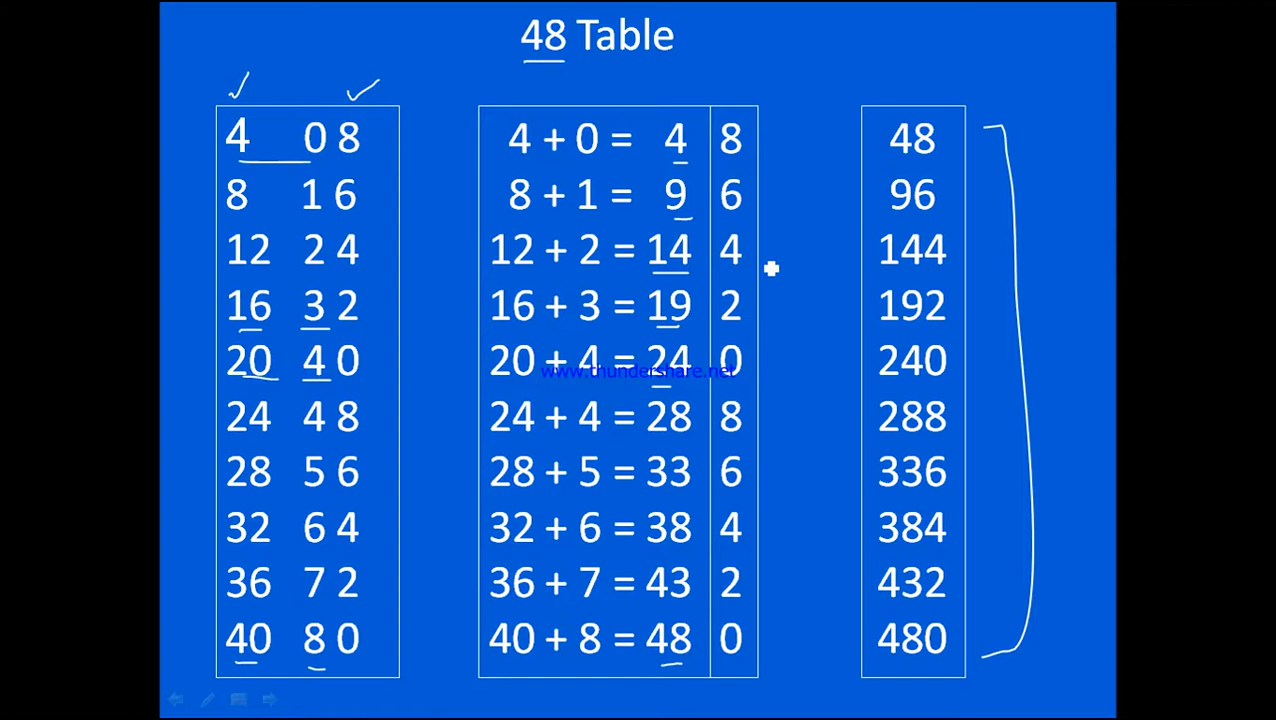 48 Table
4 08 4 + 0 = 4 8 48
8 16 8 + 1 = 9 6 96
12 24 12 + 2 = 14 4 144
16 32 16 + 3 = 19 2 192
20 40 20 + 4 = 24 0 240
www.thundershare.net
24 48 24 + 4 = 28 8 288
28 56 28 + 5 = 33 6 336
32 64 32 + 6 = 38 4 384
36 72 36 + 7 = 43 2 432
40 80 40 + 8 = 48 0 480